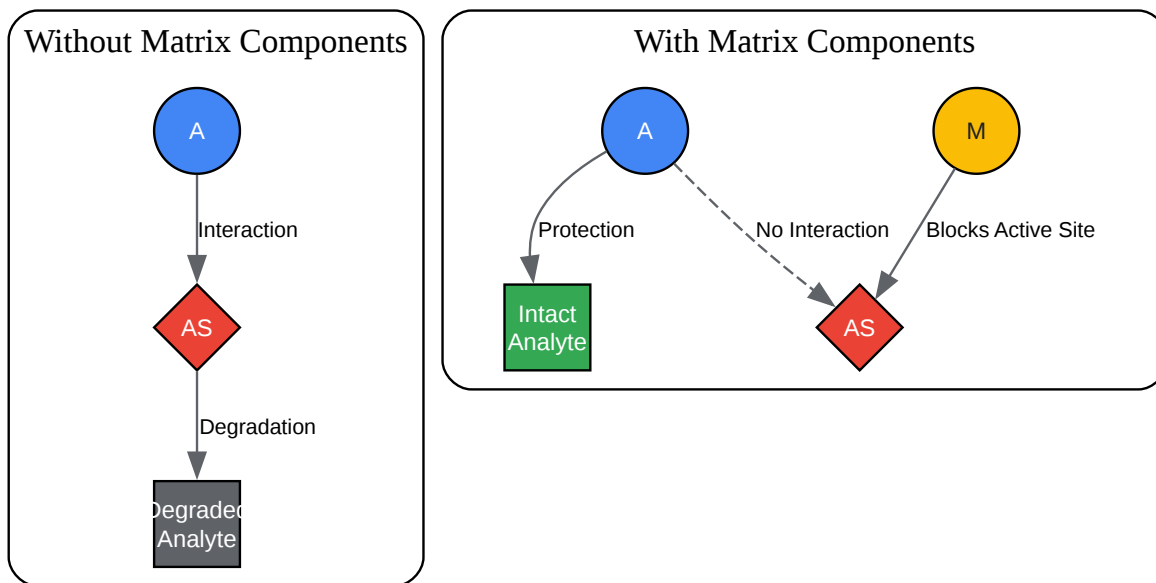 Without Matrix Components
A
Interaction
AS
Degradation
Degraded
Analyte
With Matrix Components
A
M
Protection
No Interaction
Blocks Active Site
Intact
Analyte
AS